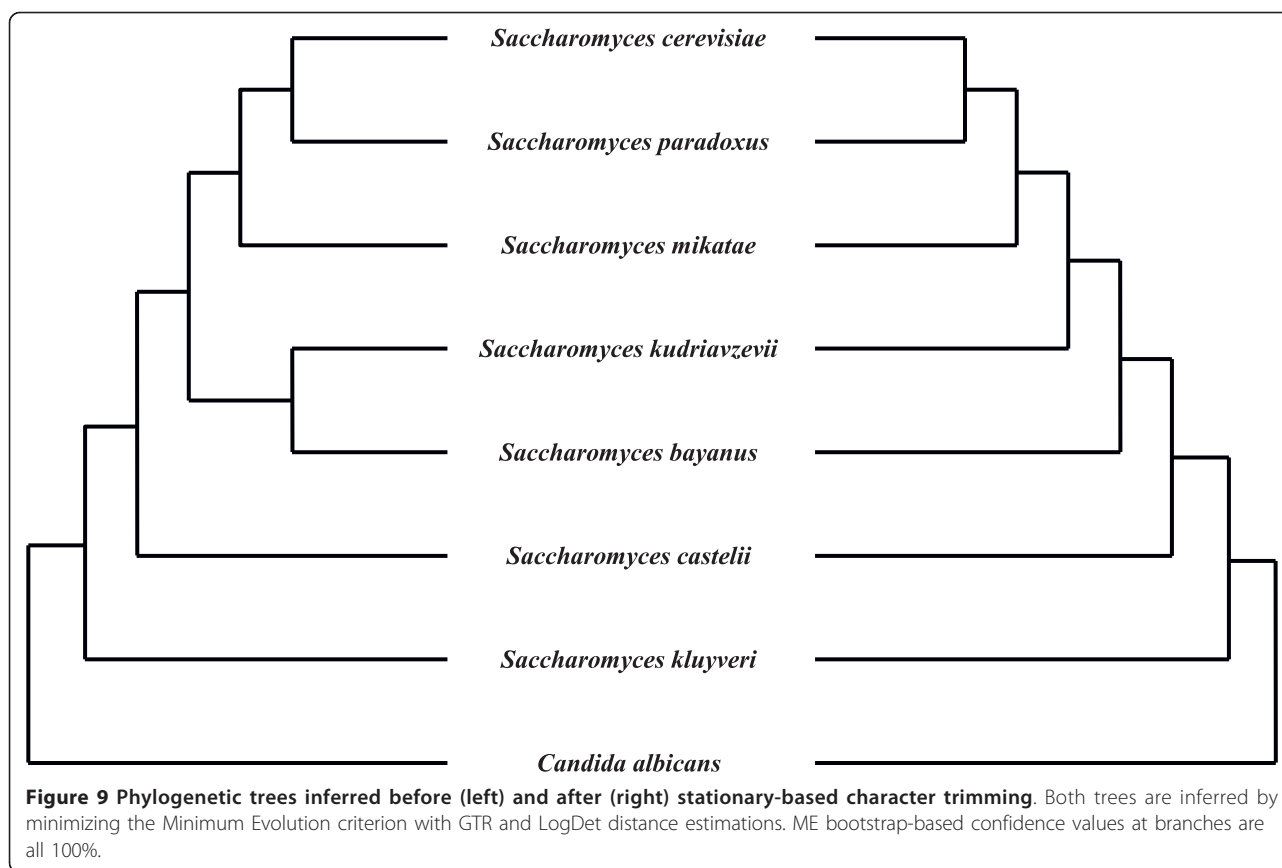 Saccharomyces cerevisiae
Saccharomyces paradoxus
Saccharomyces mikatae
Saccharomyces kudriavzevii
Saccharomyces bayanus
Saccharomyces castelii
Saccharomyces kluyveri
Candida albicans
Figure 9 Phylogenetic trees inferred before (left) and after (right) stationary-based character trimming. Both trees are inferred by
minimizing the Minimum Evolution criterion with GTR and LogDet distance estimations. ME bootstrap-based confidence values at branches are
all 100%.